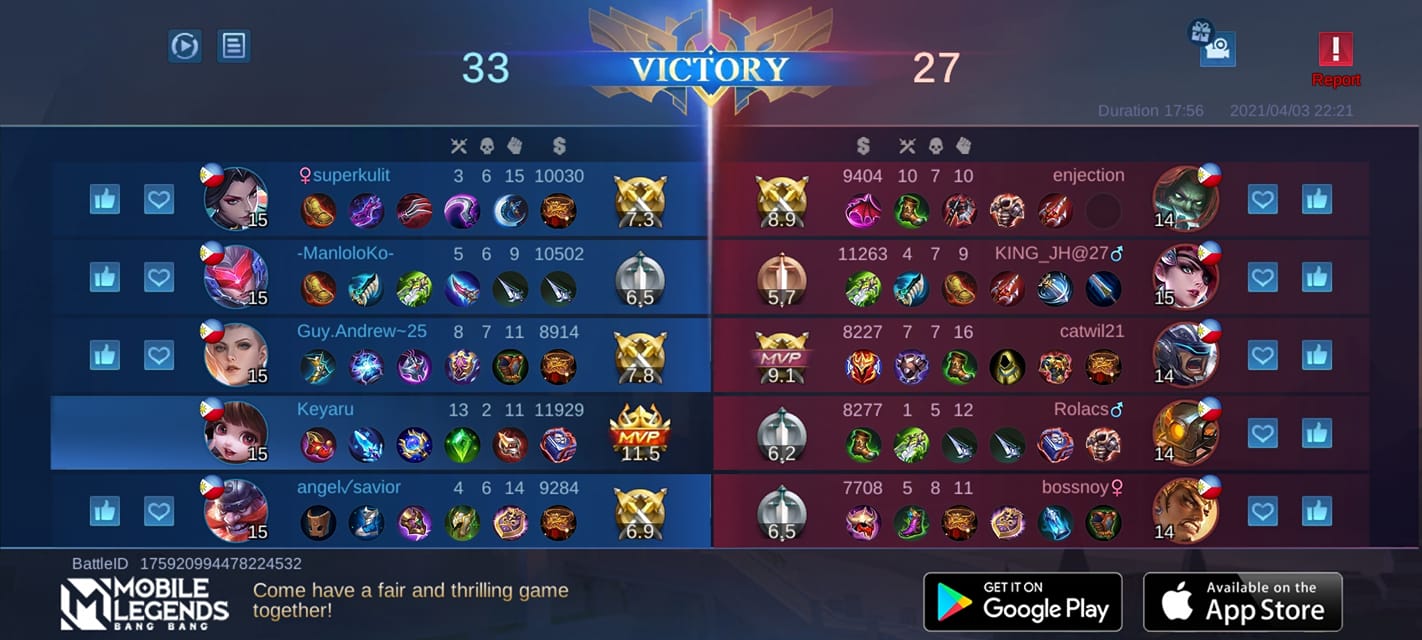 33 VICTORY 27
Report
Duration 17:56 2021/04/03 22:21
superkulit 3 6 15 10030
15 7.3
9404 10 7 10 enjection
8.9 14
-ManloloKo- 5 6 9 10502
15 6.5
11263 4 7 9 KING_JH@27
5.7 15
Guy.Andrew~25 8 7 11 8914
15 7.8
8227 7 7 16 catwil21
MVP
9.1 14
Keyaru 13 2 11 11929
MVP
15 11.5
8277 1 5 12 Rolacs
6.2 14
angel✓savior 4 6 14 9284
15 6.9
7708 5 8 11 bossnoy
6.5 14
BattleID 175920994478224532
MOBILE
LEGENDS
BANG BANG
Come have a fair and thrilling game
together!
GET IT ON
Google Play
Available on the
App Store